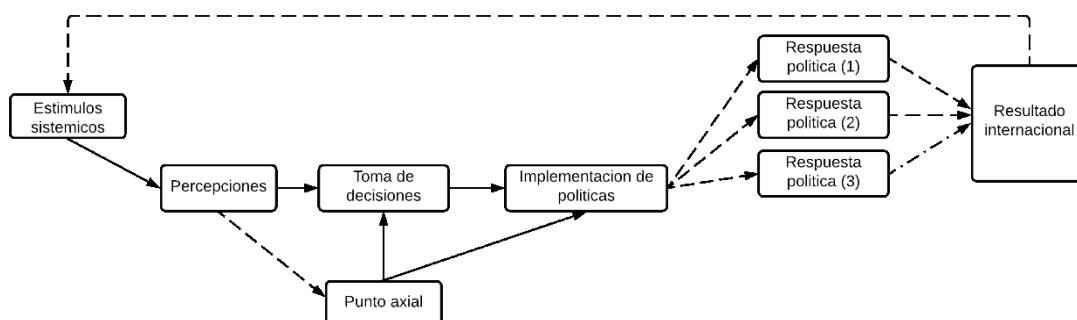 Estimulos
sistemicos
Percepciones
Toma de
decisiones
Implementacion de
politicas
Punto axial
Respuesta
politica (1)
Respuesta
politica (2)
Respuesta
politica (3)
Resultado
internacional